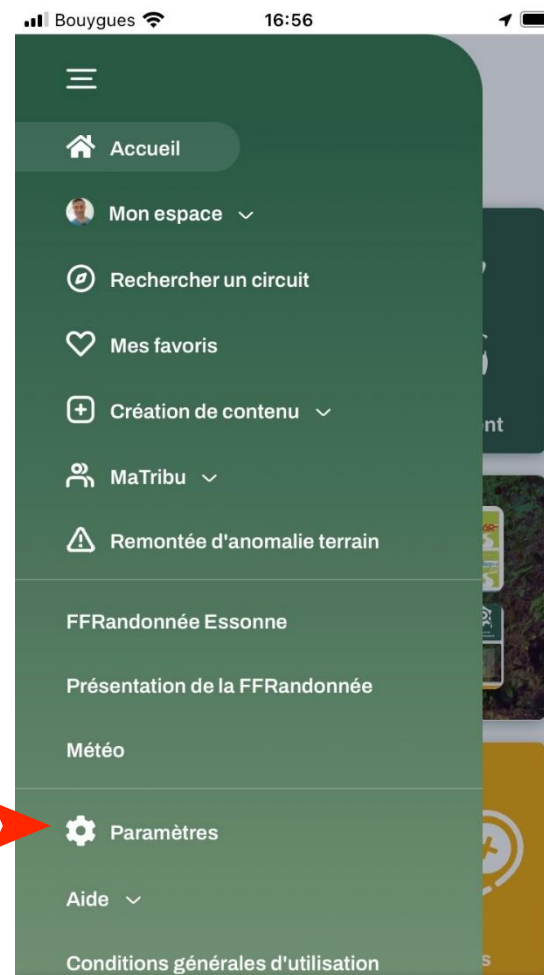 Bouygues 16:56
Accueil
Mon espace
Rechercher un circuit
Mes favoris
Création de contenu
nt
MaTribu
Remontée d'anomalie terrain
FFRandonnée Essonne
Présentation de la FFRandonnée
Météo
Paramètres
Aide
Conditions générales d'utilisation
s